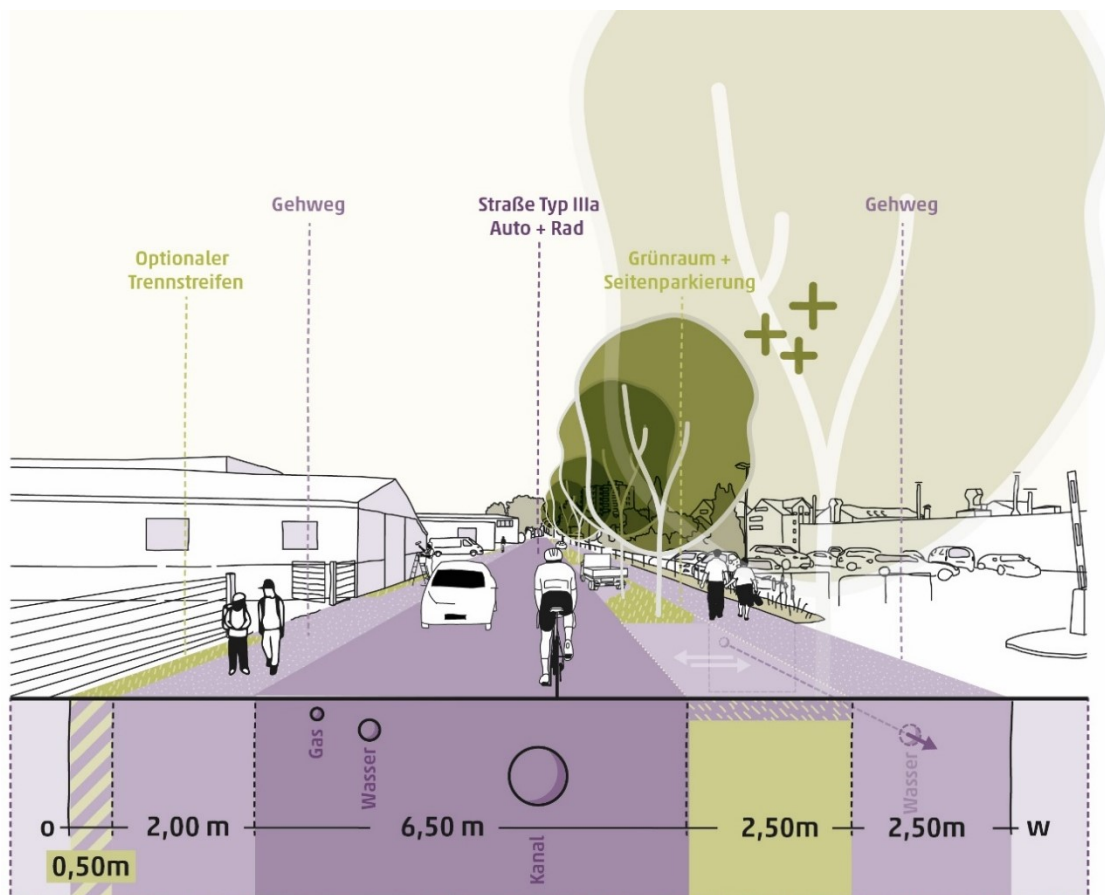 Gehweg
Straße Typ IIIa
Auto + Rad
Gehweg
Optionaler
Trennstreifen
Grünraum +
Seitenparkierung
Gas
Wasser
Kanal
Wasser
o
2,00 m
6,50 m
2,50m
2,50m
w
0,50m